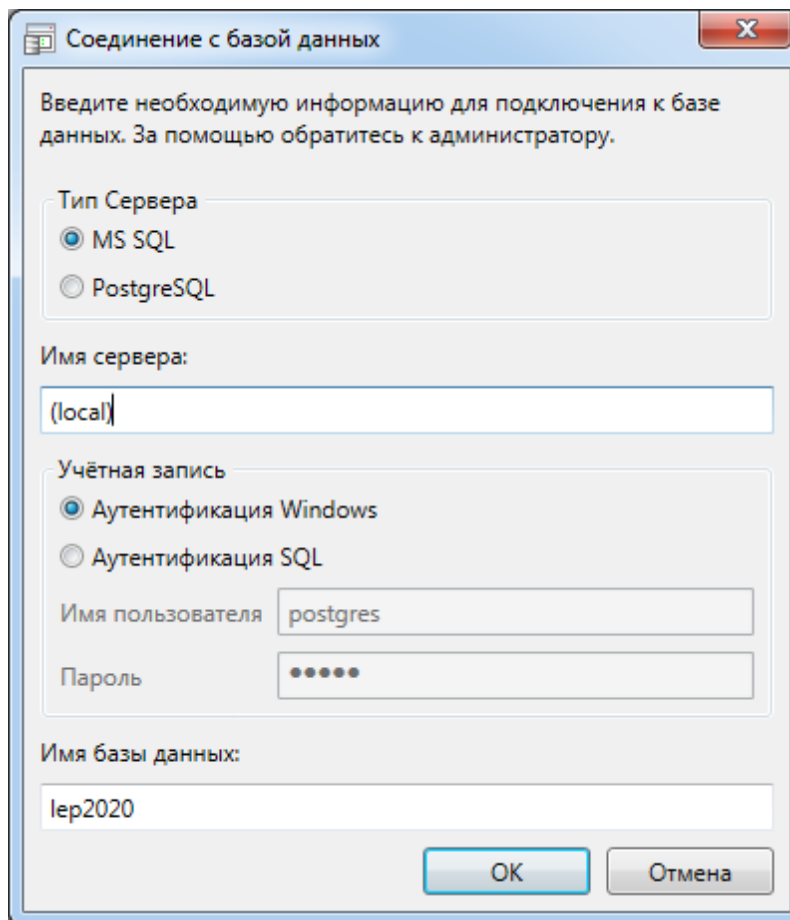 Соединение с базой данных
Введите необходимую информацию для подключения к базе
данных. За помощью обратитесь к администратору.
Тип Сервера
MS SQL
PostgreSQL
Имя сервера:
(local)
Учётная запись
Аутентификация Windows
Аутентификация SQL
Имя пользователя postgres
Пароль •••••
Имя базы данных:
lep2020
OK Отмена